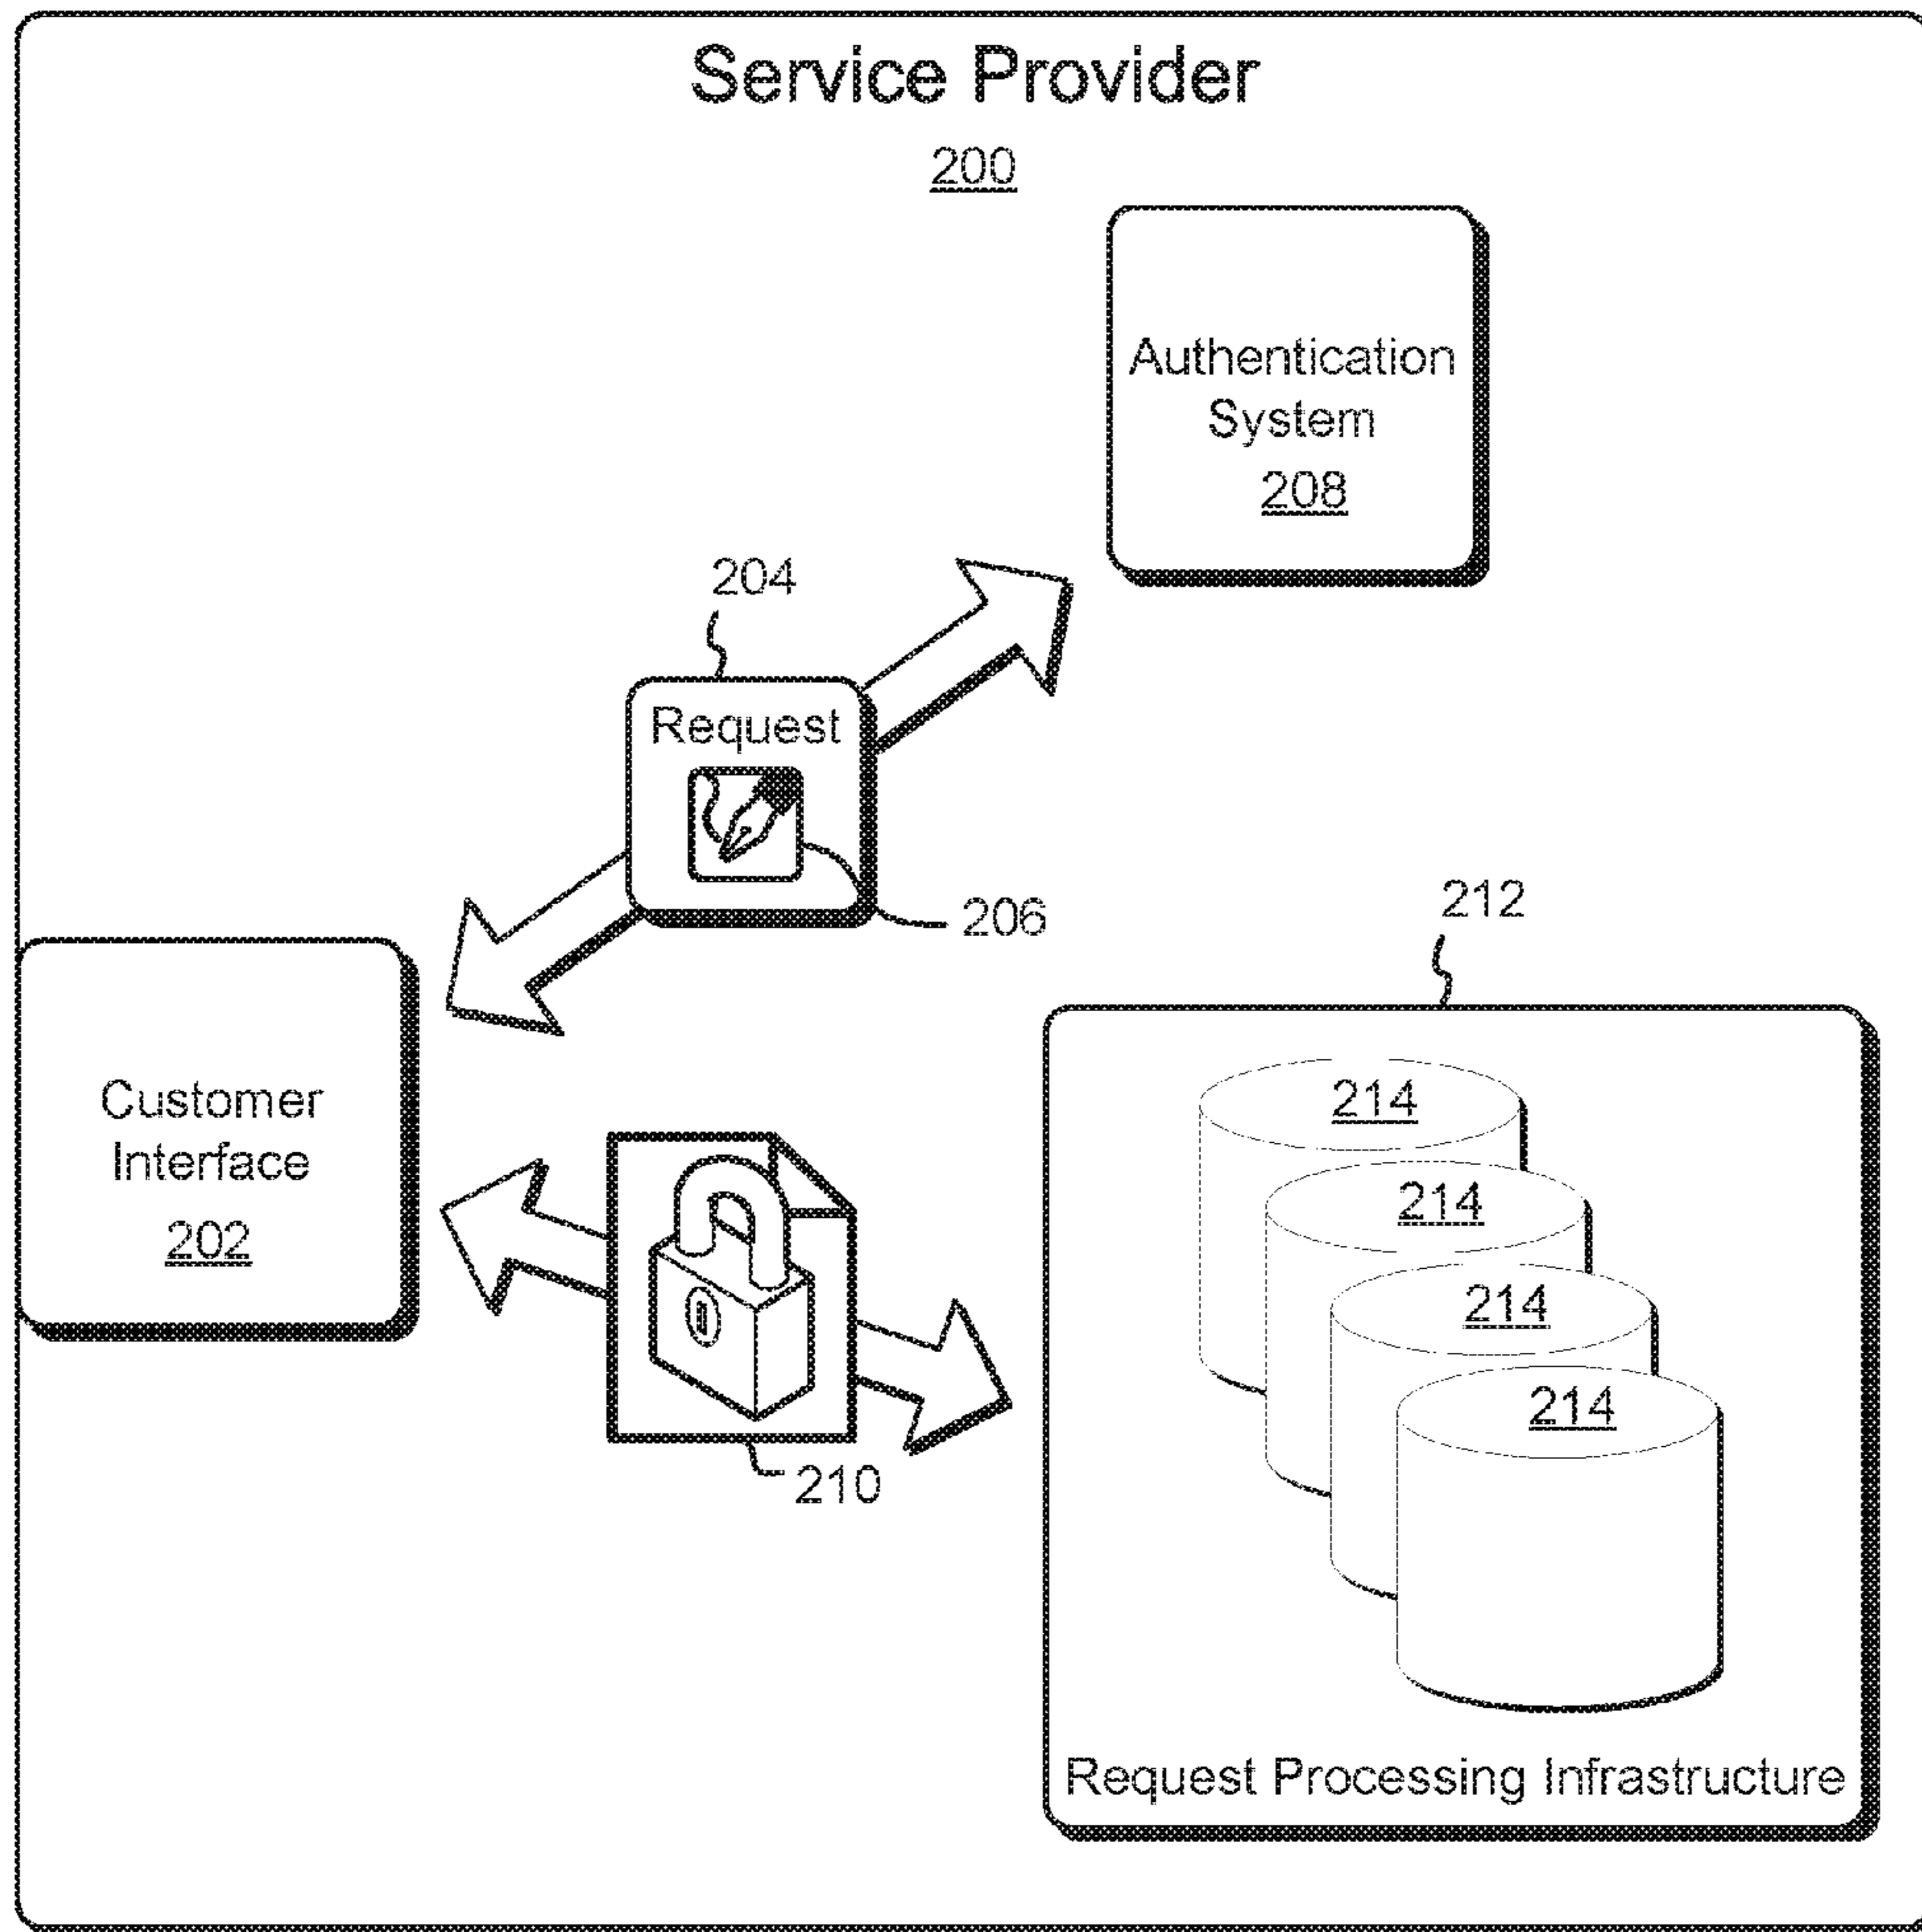 Service Provider
200
Authentication
System
208
204
Request
206
212
Customer
Interface
202
214
214
214
214
210
Request Processing Infrastructure